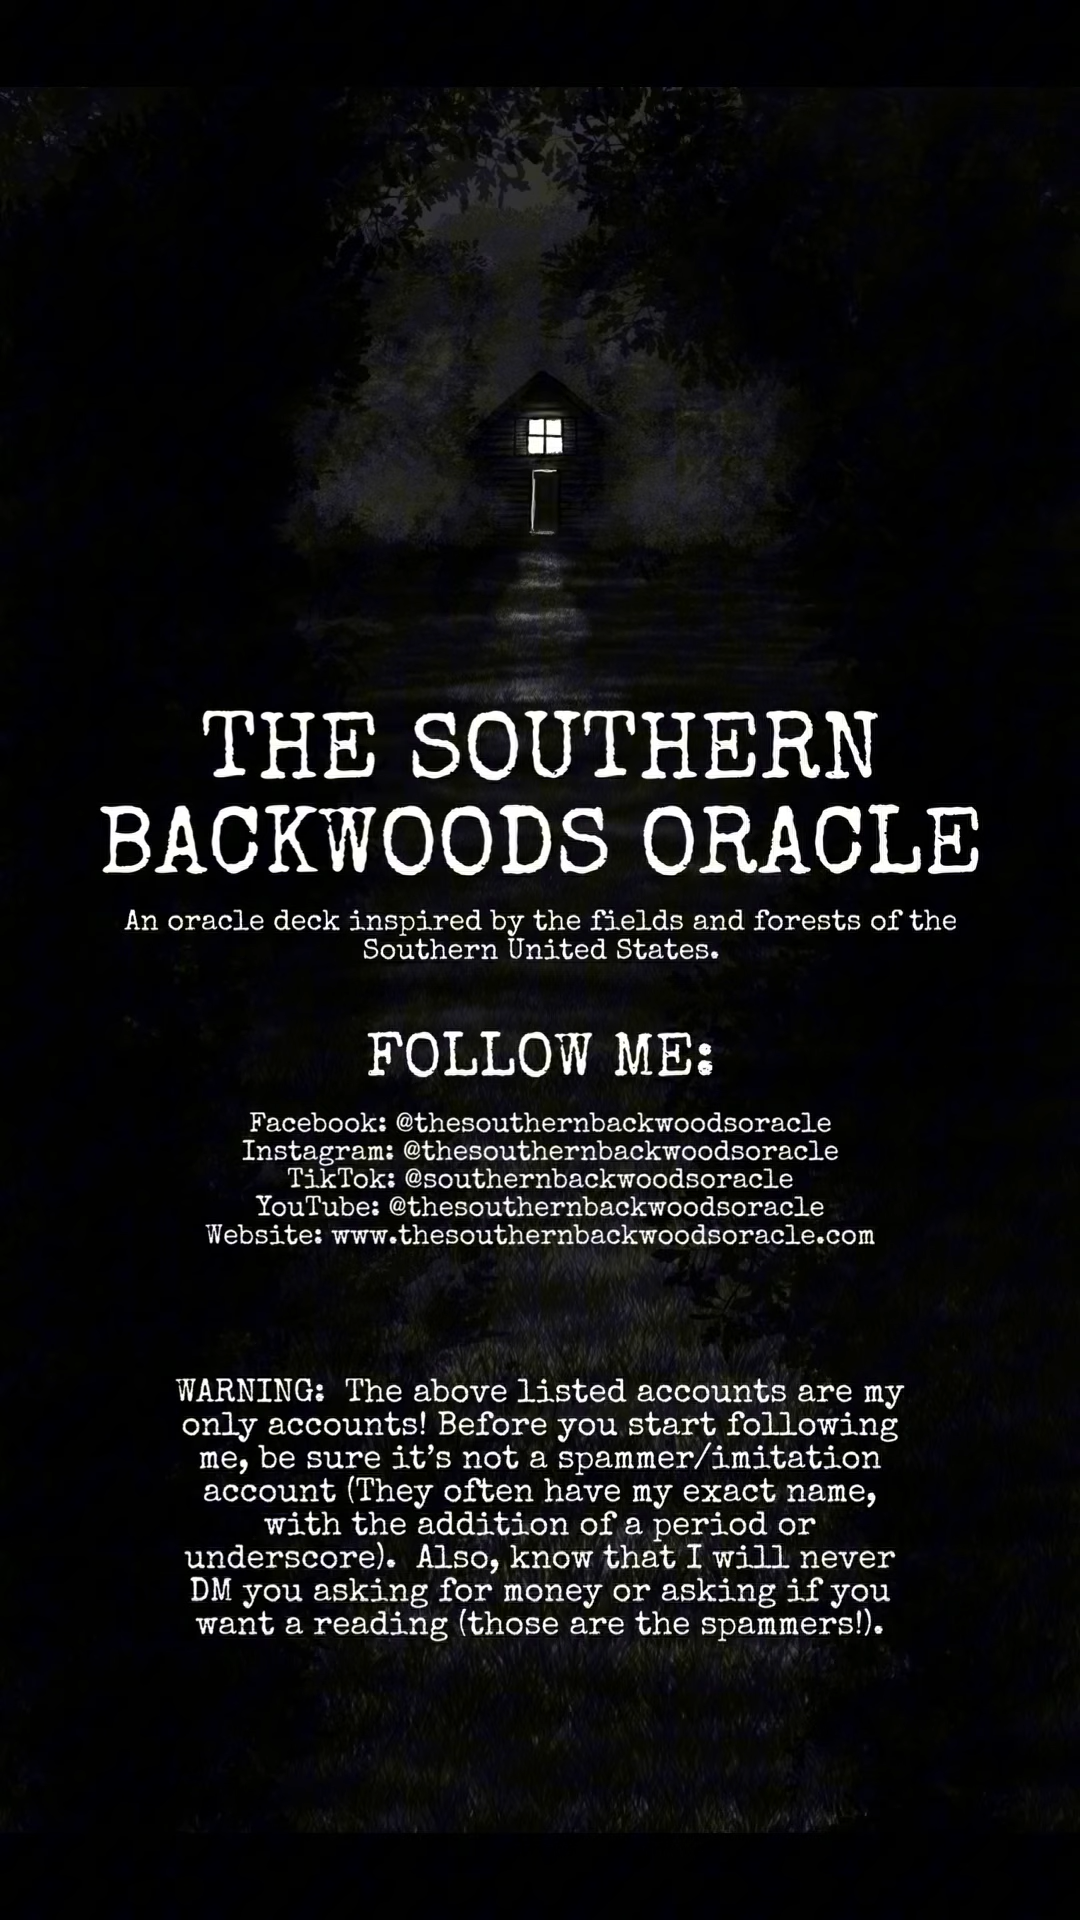 THE SOUTHERN
BACKWOODS ORACLE
An oracle deck inspired by the fields and forests of the
Southern United States.
FOLLOW ME:
Facebook: @thesouthernbackwoodsoracle
Instagram: @thesouthernbackwoodsoracle
TikTok: @southernbackwoodsoracle
YouTube: @thesouthernbackwoodsoracle
Website: www.thesouthernbackwoodsoracle.com
WARNING:  The above listed accounts are my
only accounts! Before you start following
me, be sure it’s not a spammer/imitation
account (They often have my exact name,
with the addition of a period or
underscore).  Also, know that I will never
DM you asking for money or asking if you
want a reading (those are the spammers!).